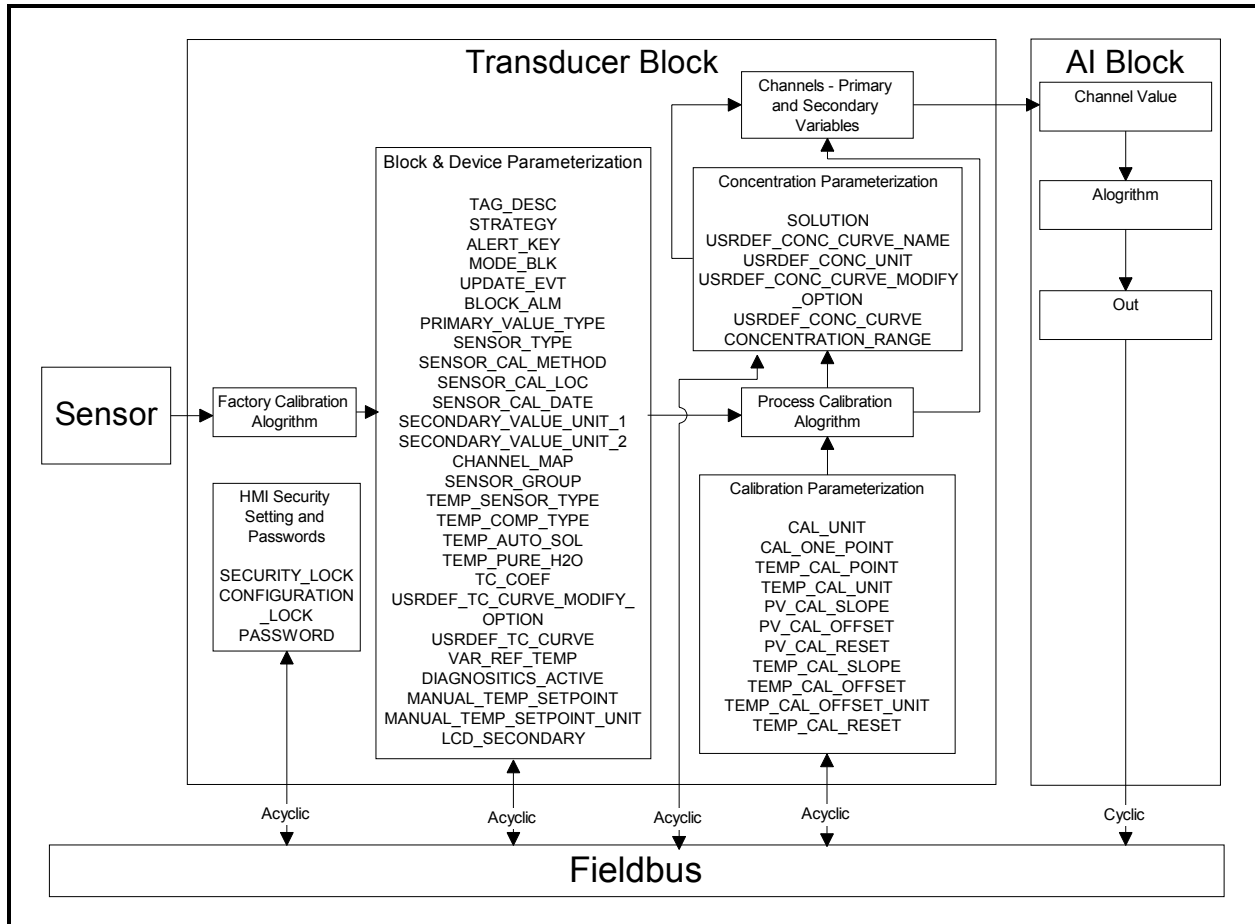 Transducer Block
AI Block
Channels - Primary
and Secondary
Variables
Channel Value
Block & Device Parameterization
TAG_DESC
STRATEGY
ALERT_KEY
MODE_BLK
UPDATE_EVT
BLOCK_ALM
PRIMARY_VALUE_TYPE
SENSOR_TYPE
SENSOR_CAL_METHOD
SENSOR_CAL_LOC
SENSOR_CAL_DATE
SECONDARY_VALUE_UNIT_1
SECONDARY_VALUE_UNIT_2
CHANNEL_MAP
SENSOR_GROUP
TEMP_SENSOR_TYPE
TEMP_COMP_TYPE
TEMP_AUTO_SOL
TEMP_PURE_H2O
TC_COEF
USRDEF_TC_CURVE_MODIFY_
OPTION
USRDEF_TC_CURVE
VAR_REF_TEMP
DIAGNOSITICS_ACTIVE
MANUAL_TEMP_SETPOINT
MANUAL_TEMP_SETPOINT_UNIT
LCD_SECONDARY
Concentration Parameterization
SOLUTION
USRDEF_CONC_CURVE_NAME
USRDEF_CONC_UNIT
USRDEF_CONC_CURVE_MODIFY
_OPTION
USRDEF_CONC_CURVE
CONCENTRATION_RANGE
Alogrithm
Out
Sensor
Factory Calibration
Alogrithm
Process Calibration
Alogrithm
HMI Security
Setting and
Passwords
SECURITY_LOCK
CONFIGURATION
_LOCK
PASSWORD
Calibration Parameterization
CAL_UNIT
CAL_ONE_POINT
TEMP_CAL_POINT
TEMP_CAL_UNIT
PV_CAL_SLOPE
PV_CAL_OFFSET
PV_CAL_RESET
TEMP_CAL_SLOPE
TEMP_CAL_OFFSET
TEMP_CAL_OFFSET_UNIT
TEMP_CAL_RESET
Acyclic
Acyclic
Acyclic
Acyclic
Cyclic
Fieldbus